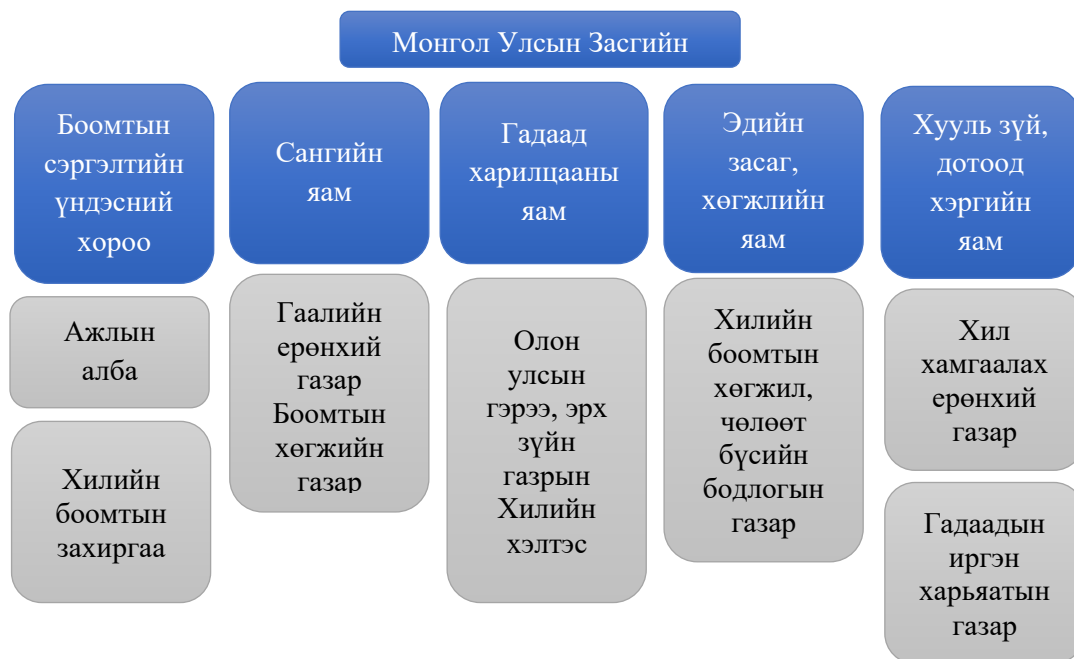 Монгол Улсын Засгийн
Боомтын
сэргэлтийн
үндэсний
хороо
Ажлын
алба
Хилийн
боомтын
захиргаа
Сангийн
яам
Гаалийн
ерөнхий
газар
Боомтын
хөгжийн
газар
Гадаад
харилцааны
яам
Олон
улсын
гэрээ, эрх
зүйн
газрын
Хилийн
хэлтэс
Эдийн
засаг,
хөгжлийн
яам
Хилийн
боомтын
хөгжил,
чөлөөт
бүсийн
бодлогын
газар
Хууль зүй,
дотоод
хэргийн
яам
Хил
хамгаалах
ерөнхий
газар
Гадаадын
иргэн
харьяатын
газар